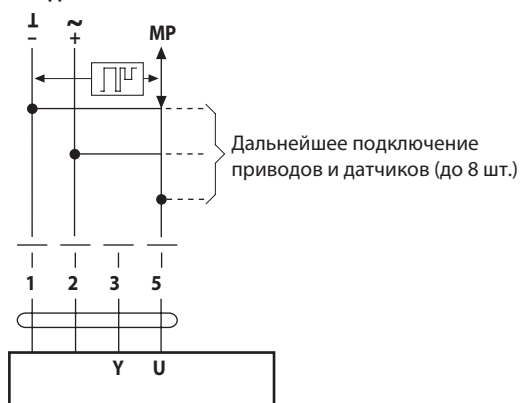 ⊥ ~ MP
– +
Дальнейшее подключение
приводов и датчиков (до 8 шт.)
1 2 3 5
Y U